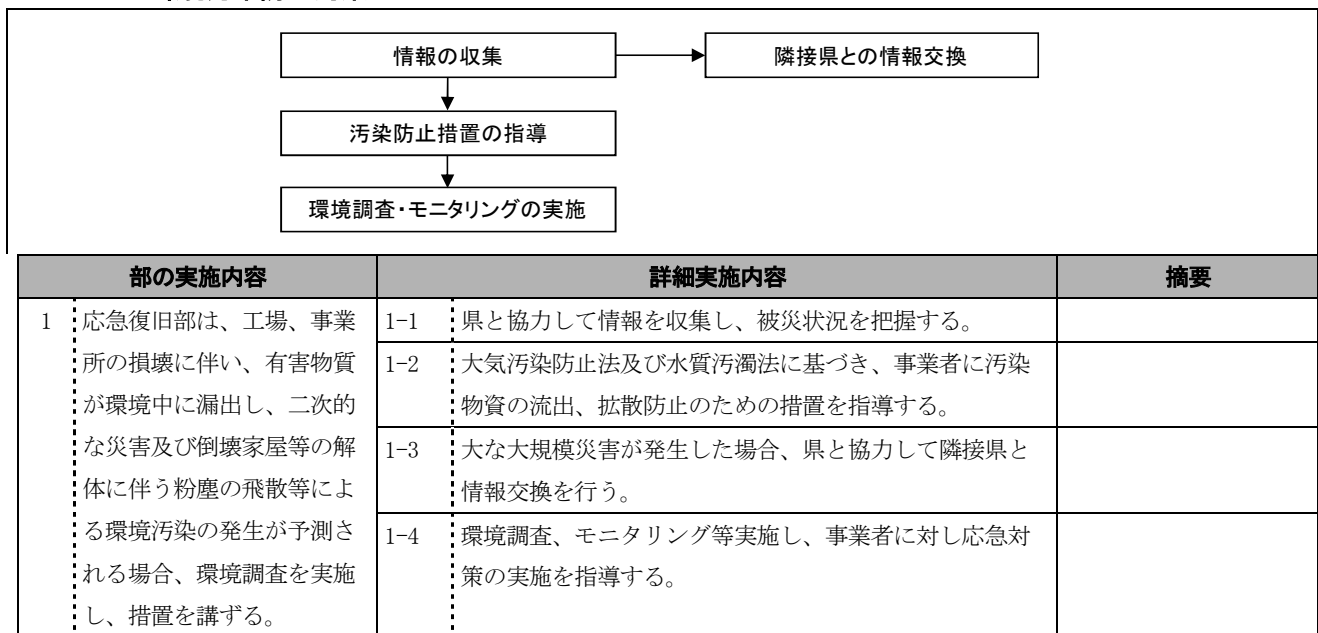 情報の収集
隣接県との情報交換
汚染防止措置の指導
環境調査・モニタリングの実施
部の実施内容
詳細実施内容
摘要
1
応急復旧部は、工場、事業
所の損壊に伴い、有害物質
が環境中に漏出し、二次的
な災害及び倒壊家屋等の解
体に伴う粉塵の飛散等によ
る環境汚染の発生が予測さ
れる場合、環境調査を実施
し、措置を講ずる。
1-1
県と協力して情報を収集し、被災状況を把握する。
1-2
大気汚染防止法及び水質汚濁法に基づき、事業者に汚染
物資の流出、拡散防止のための措置を指導する。
1-3
大な大規模災害が発生した場合、県と協力して隣接県と
情報交換を行う。
1-4
環境調査、モニタリング等実施し、事業者に対し応急対
策の実施を指導する。